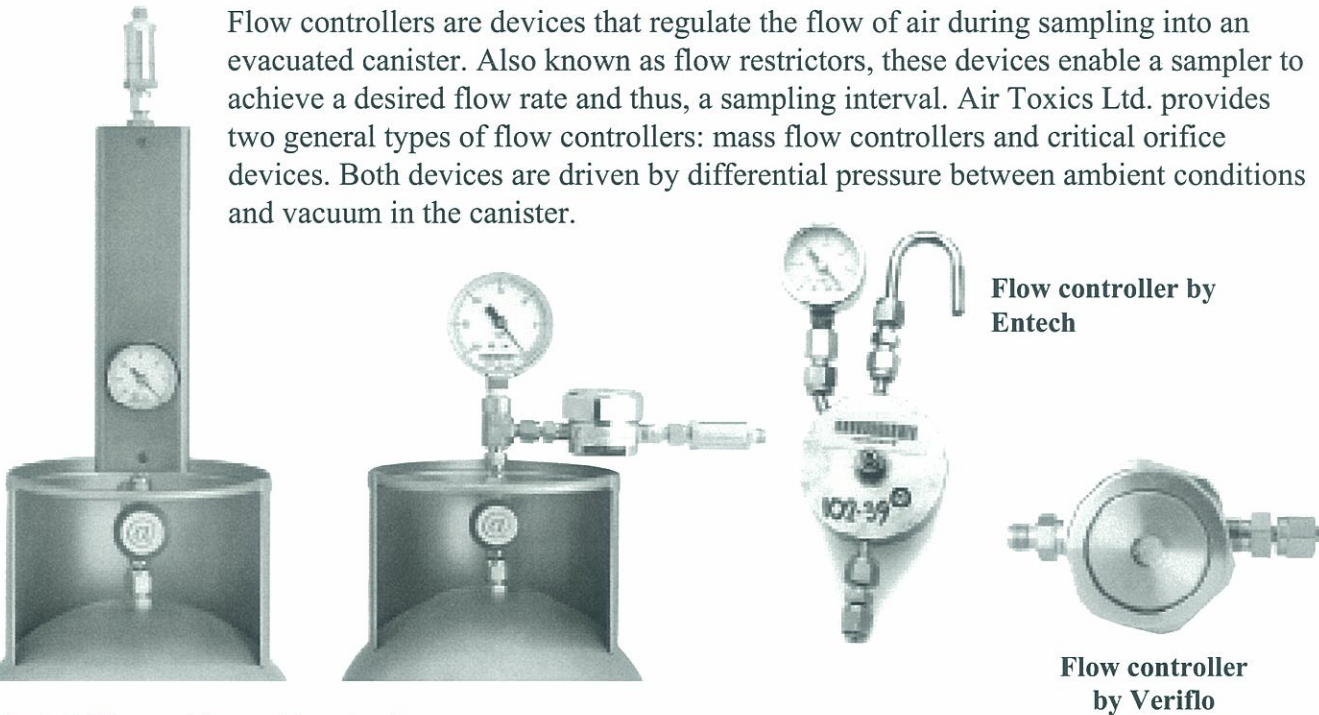 Flow controllers are devices that regulate the flow of air during sampling into an
evacuated canister. Also known as flow restrictors, these devices enable a sampler to
achieve a desired flow rate and thus, a sampling interval. Air Toxics Ltd. provides
two general types of flow controllers: mass flow controllers and critical orifice
devices. Both devices are driven by differential pressure between ambient conditions
and vacuum in the canister.
Flow controller by
Entech
102-39
Flow controller
by Veriflo